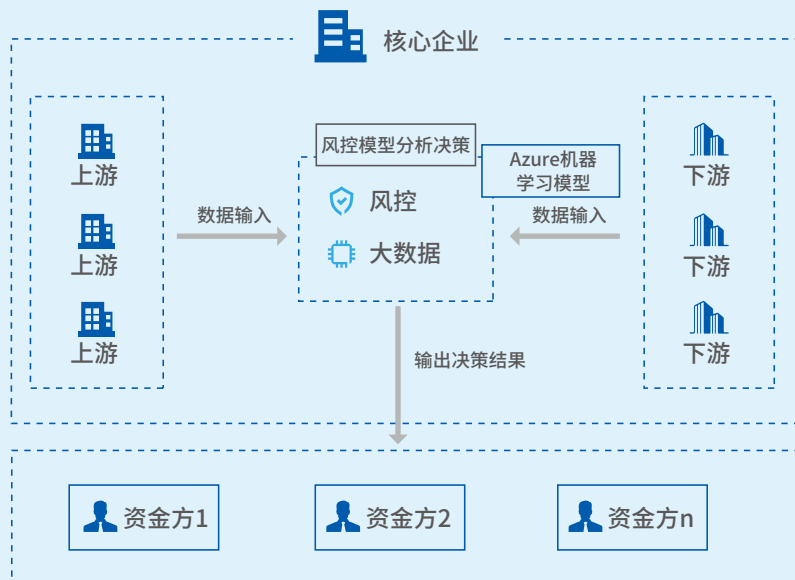 核心企业
上游
上游
上游
数据输入
风控模型分析决策
风控
大数据
Azure机器
学习模型
数据输入
下游
下游
下游
输出决策结果
资金方1
资金方2
资金方n